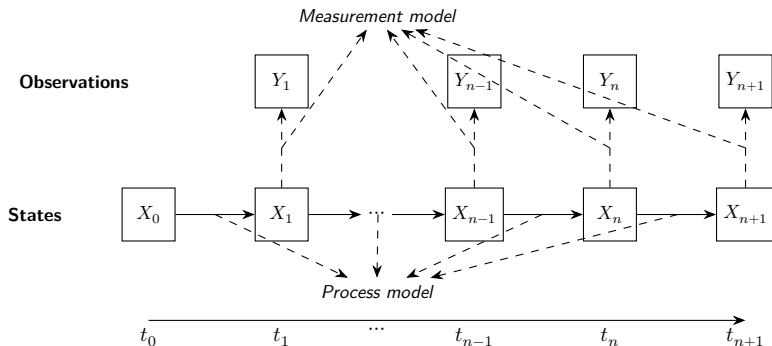 Measurement model
Observations Y₁ Yₙ₋₁ Yₙ Yₙ₊₁
States X₀ X₁ ... Xₙ₋₁ Xₙ Xₙ₊₁
Process model
t₀ t₁ ... tₙ₋₁ tₙ tₙ₊₁